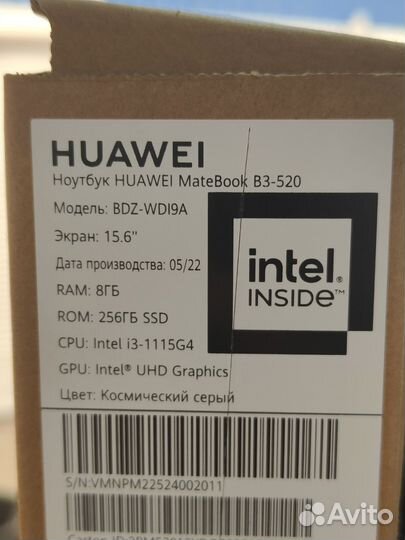 HUAWEI
Ноутбук HUAWEI MateBook B3-520
Модель: BDZ-WDI9A
Экран: 15.6"
Дата производства: 05/22
RAM: 8ГБ
ROM: 256ГБ SSD
CPU: Intel i3-1115G4
GPU: Intel® UHD Graphics
Цвет: Космический серый
intel®
INSIDE™
S/N:VMNPM22524002011
Avito